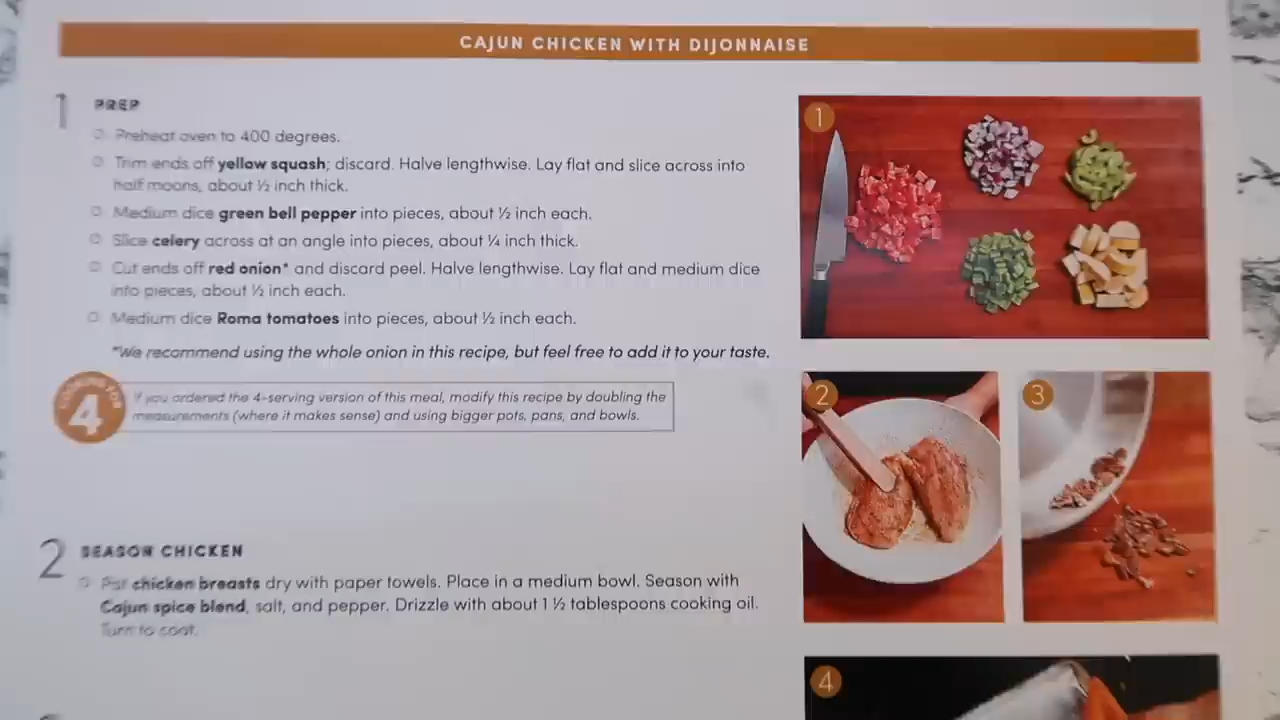 CAJUN CHICKEN WITH DIJONNAISE
1 PREP
Preheat oven to 400 degrees.
Trim ends off yellow squash; discard. Halve lengthwise. Lay flat and slice across into
half moons, about ½ inch thick.
Medium dice green bell pepper into pieces, about ½ inch each.
Slice celery across at an angle into pieces, about ¼ inch thick.
Cut ends off red onion* and discard peel. Halve lengthwise. Lay flat and medium dice
into pieces, about ½ inch each.
Medium dice Roma tomatoes into pieces, about ½ inch each.
*We recommend using the whole onion in this recipe, but feel free to add it to your taste.
COOKING FOR
4
If you ordered the 4-serving version of this meal, modify this recipe by doubling the
measurements (where it makes sense) and using bigger pots, pans, and bowls.
2 SEASON CHICKEN
Pat chicken breasts dry with paper towels. Place in a medium bowl. Season with
Cajun spice blend, salt, and pepper. Drizzle with about 1 ½ tablespoons cooking oil.
Turn to coat.
1
2
3
4